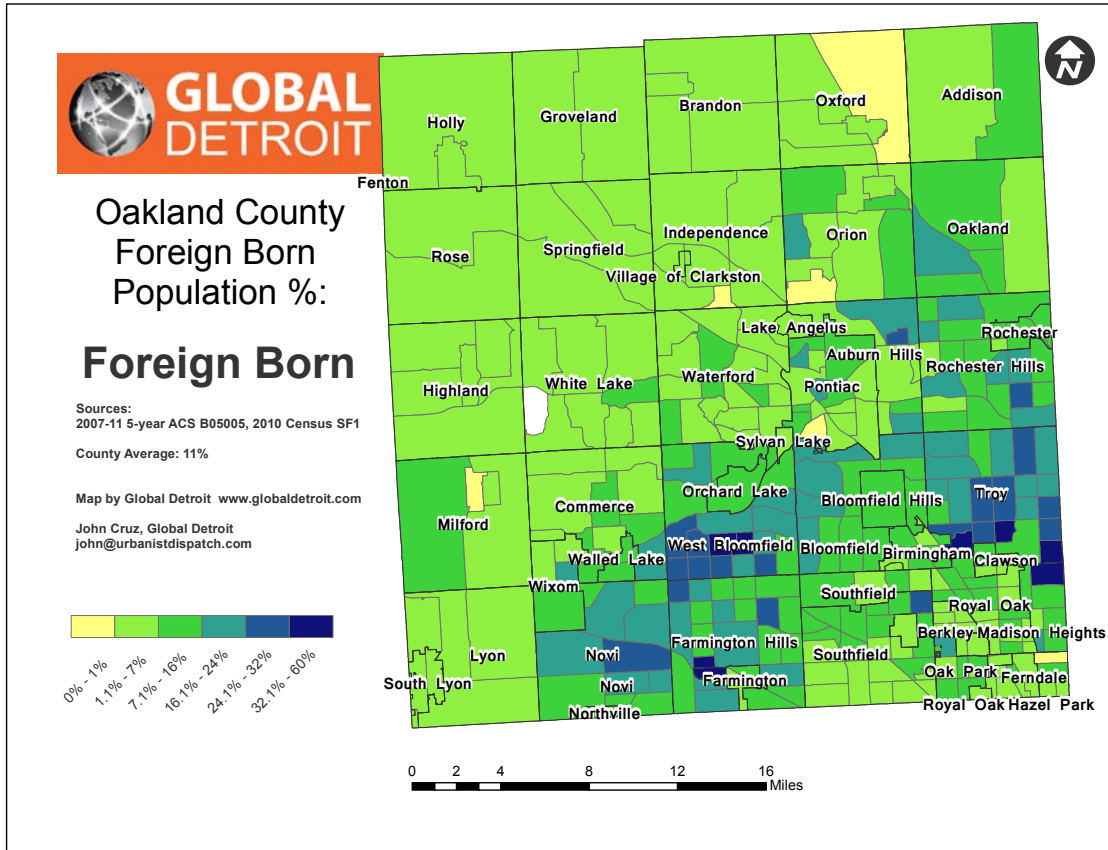 GLOBAL
DETROIT
Oakland County
Foreign Born
Population %:
Foreign Born
Sources:
2007-11 5-year ACS B05005, 2010 Census SF1
County Average: 11%
Map by Global Detroit www.globaldetroit.com
John Cruz, Global Detroit
john@urbanistdispatch.com
0% - 1%
1.1% - 7%
7.1% - 16%
16.1% - 24%
24.1% - 32%
32.1% - 60%
N
Holly
Groveland
Brandon
Oxford
Addison
Fenton
Rose
Springfield
Independence
Village of Clarkston
Orion
Oakland
Highland
White Lake
Waterford
Lake Angelus
Auburn Hills
Pontiac
Rochester
Rochester Hills
Sylvan Lake
Milford
Commerce
Orchard Lake
Bloomfield Hills
Troy
Walled Lake
West Bloomfield
Bloomfield
Birmingham
Clawson
Wixom
Southfield
Royal Oak
Lyon
Novi
Farmington Hills
Southfield
Berkley
Madison Heights
South Lyon
Novi
Farmington
Oak Park
Ferndale
Northville
Royal Oak
Hazel Park
0 2 4 8 12 16
Miles